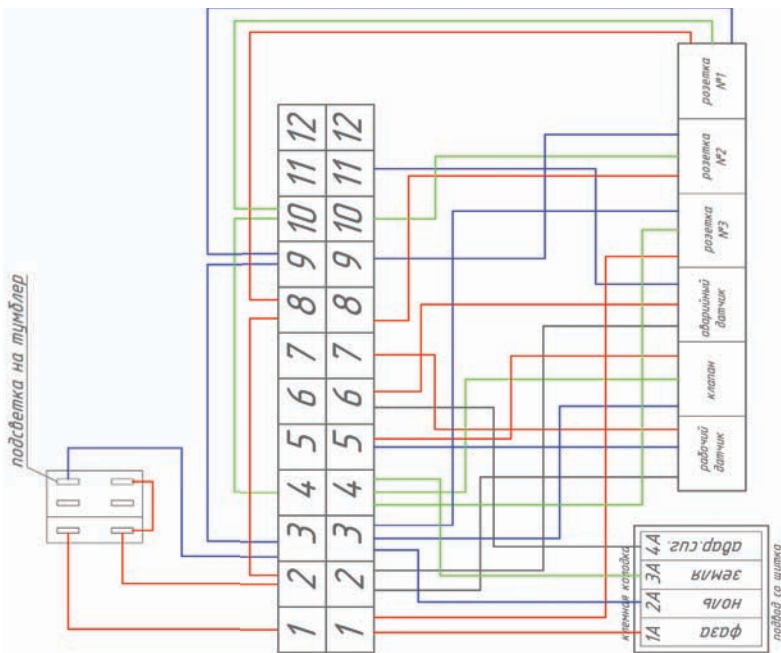 розетка
№1
розетка
№2
розетка
№3
аварийный
датчик
клапан
рабочий
датчик
12 12
11 11
10 10
9 9
8 8
7 7
6 6
5 5
4 4
3 3
2 2
1 1
подсветка на тумблер
клемная колодка
4А авар.сиг.
3А земля
2А ноль
1А фаза
подвод со щитка